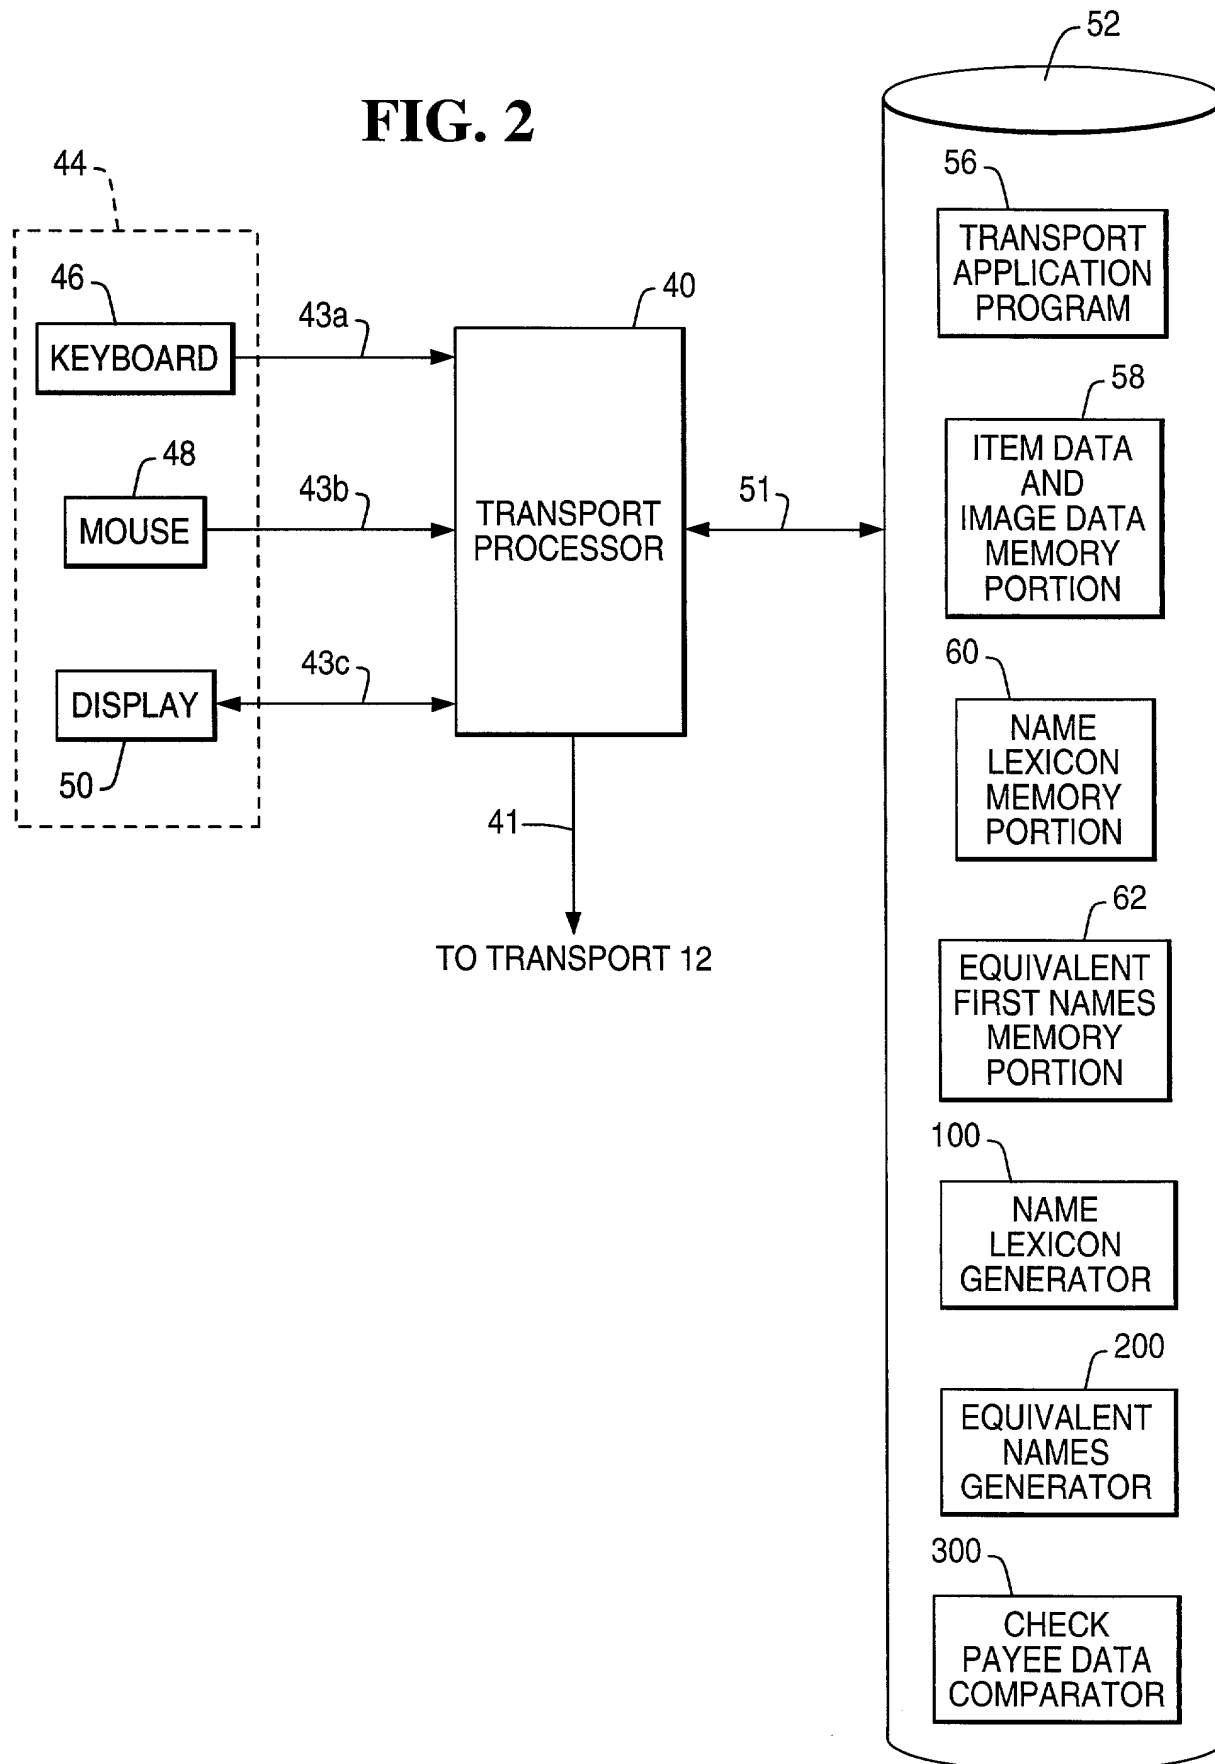 52
FIG. 2
44
56
TRANSPORT
APPLICATION
PROGRAM
46
KEYBOARD
43a
40
58
ITEM DATA
AND
IMAGE DATA
MEMORY
PORTION
48
MOUSE
43b
TRANSPORT
PROCESSOR
51
60
NAME
LEXICON
MEMORY
PORTION
43c
DISPLAY
50
41
TO TRANSPORT 12
62
EQUIVALENT
FIRST NAMES
MEMORY
PORTION
100
NAME
LEXICON
GENERATOR
200
EQUIVALENT
NAMES
GENERATOR
300
CHECK
PAYEE DATA
COMPARATOR